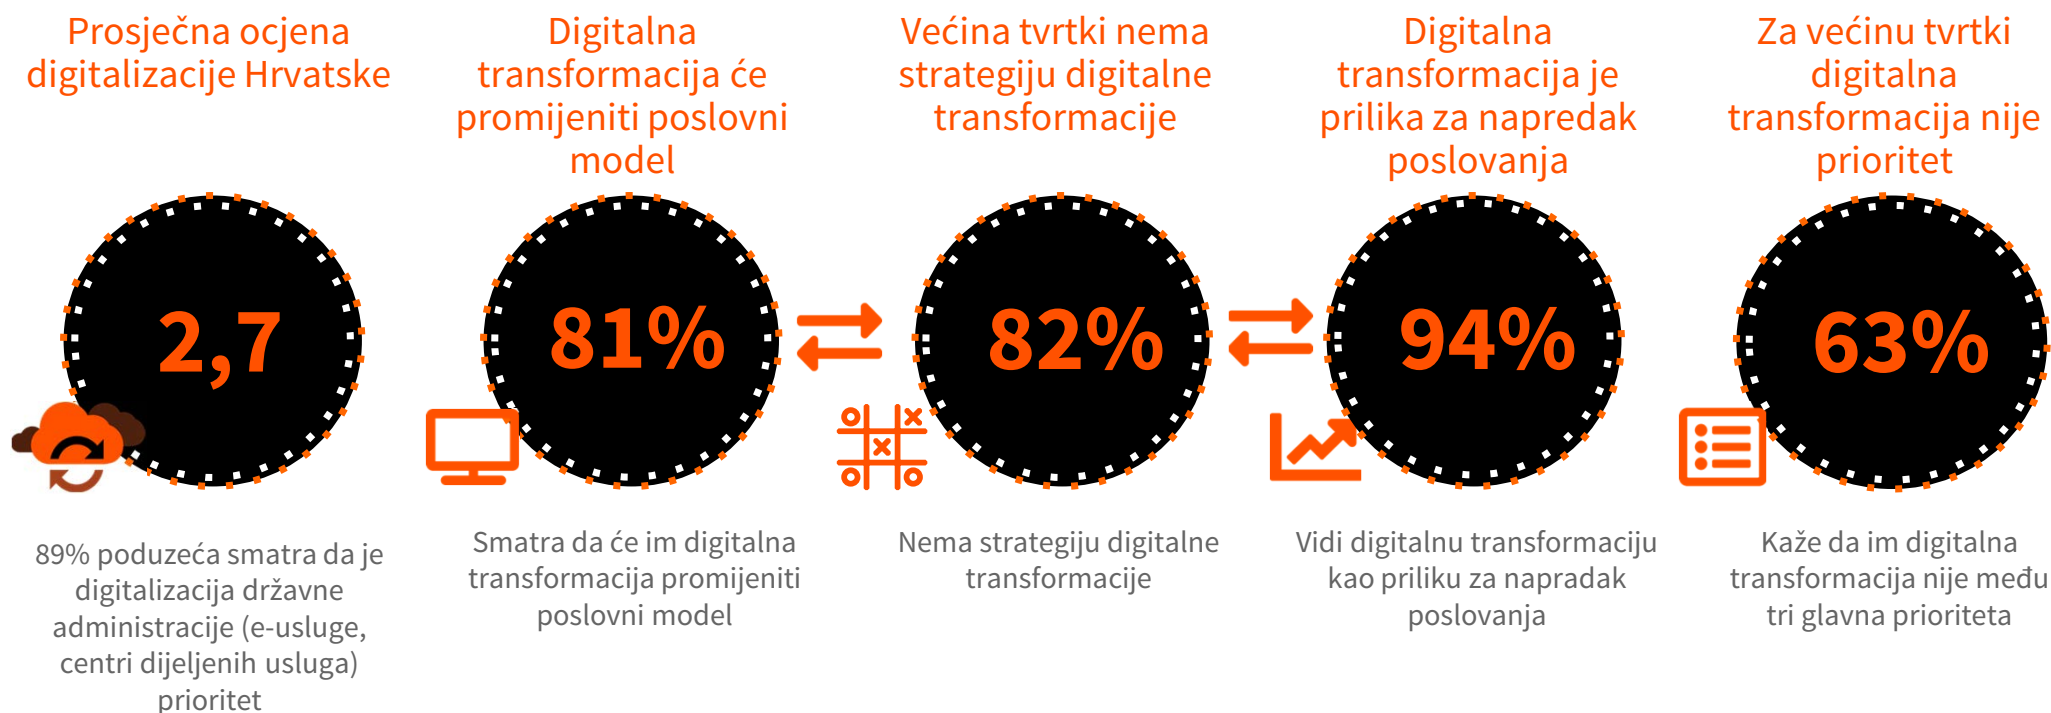 Prosječna ocjena
digitalizacije Hrvatske
2,7
89% poduzeća smatra da je
digitalizacija državne
administracije (e-usluge,
centri dijeljenih usluga)
prioritet
Digitalna
transformacija će
promijeniti poslovni
model
81%
Smatra da će im digitalna
transformacija promijeniti
poslovni model
Većina tvrtki nema
strategiju digitalne
transformacije
82%
Nema strategiju digitalne
transformacije
Digitalna
transformacija je
prilika za napredak
poslovanja
94%
Vidi digitalnu transformaciju
kao priliku za napradak
poslovanja
Za većinu tvrtki
digitalna
transformacija nije
prioritet
63%
Kaže da im digitalna
transformacija nije među
tri glavna prioriteta